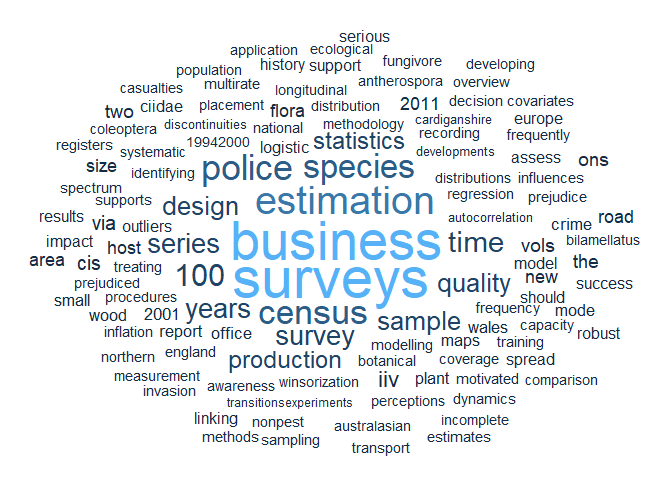 serious
application ecological
population history support fungivore developing
casualties multirate longitudinal antherospora overview
two ciidae placement flora distribution 2011 decision covariates
coleoptera discontinuities national methodology cardiganshire recording europe frequently
registers systematic 19942000 logistic statistics developments assess ons
size identifying police species distributions influences
spectrum supports design estimation regression prejudice
results via outliers autocorrelation crime road
impact host series business time vols bilamellatus
area cis treating model the
prejudiced 100 surveys quality new success
small procedures years census should
wood 2001 sample frequency mode
inflation report office survey wales capacity robust
northern england production modelling maps training
botanical coverage spread
measurement awareness winsorization iiv plant motivated comparison
invasion transitionsexperiments perceptions dynamics
linking nonpest australasian incomplete
methods sampling estimates
transport